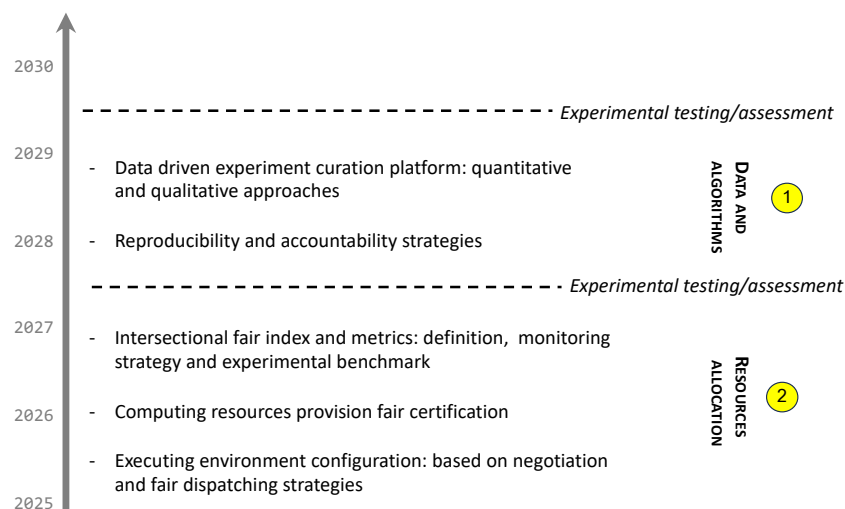 2030
Experimental testing/assessment
2029
- Data driven experiment curation platform: quantitative
and qualitative approaches
DATA AND
ALGORITHMS
1
2028
- Reproducibility and accountability strategies
Experimental testing/assessment
2027
- Intersectional fair index and metrics: definition, monitoring
strategy and experimental benchmark
RESOURCES
ALLOCATION
2
2026
- Computing resources provision fair certification
- Executing environment configuration: based on negotiation
and fair dispatching strategies
2025